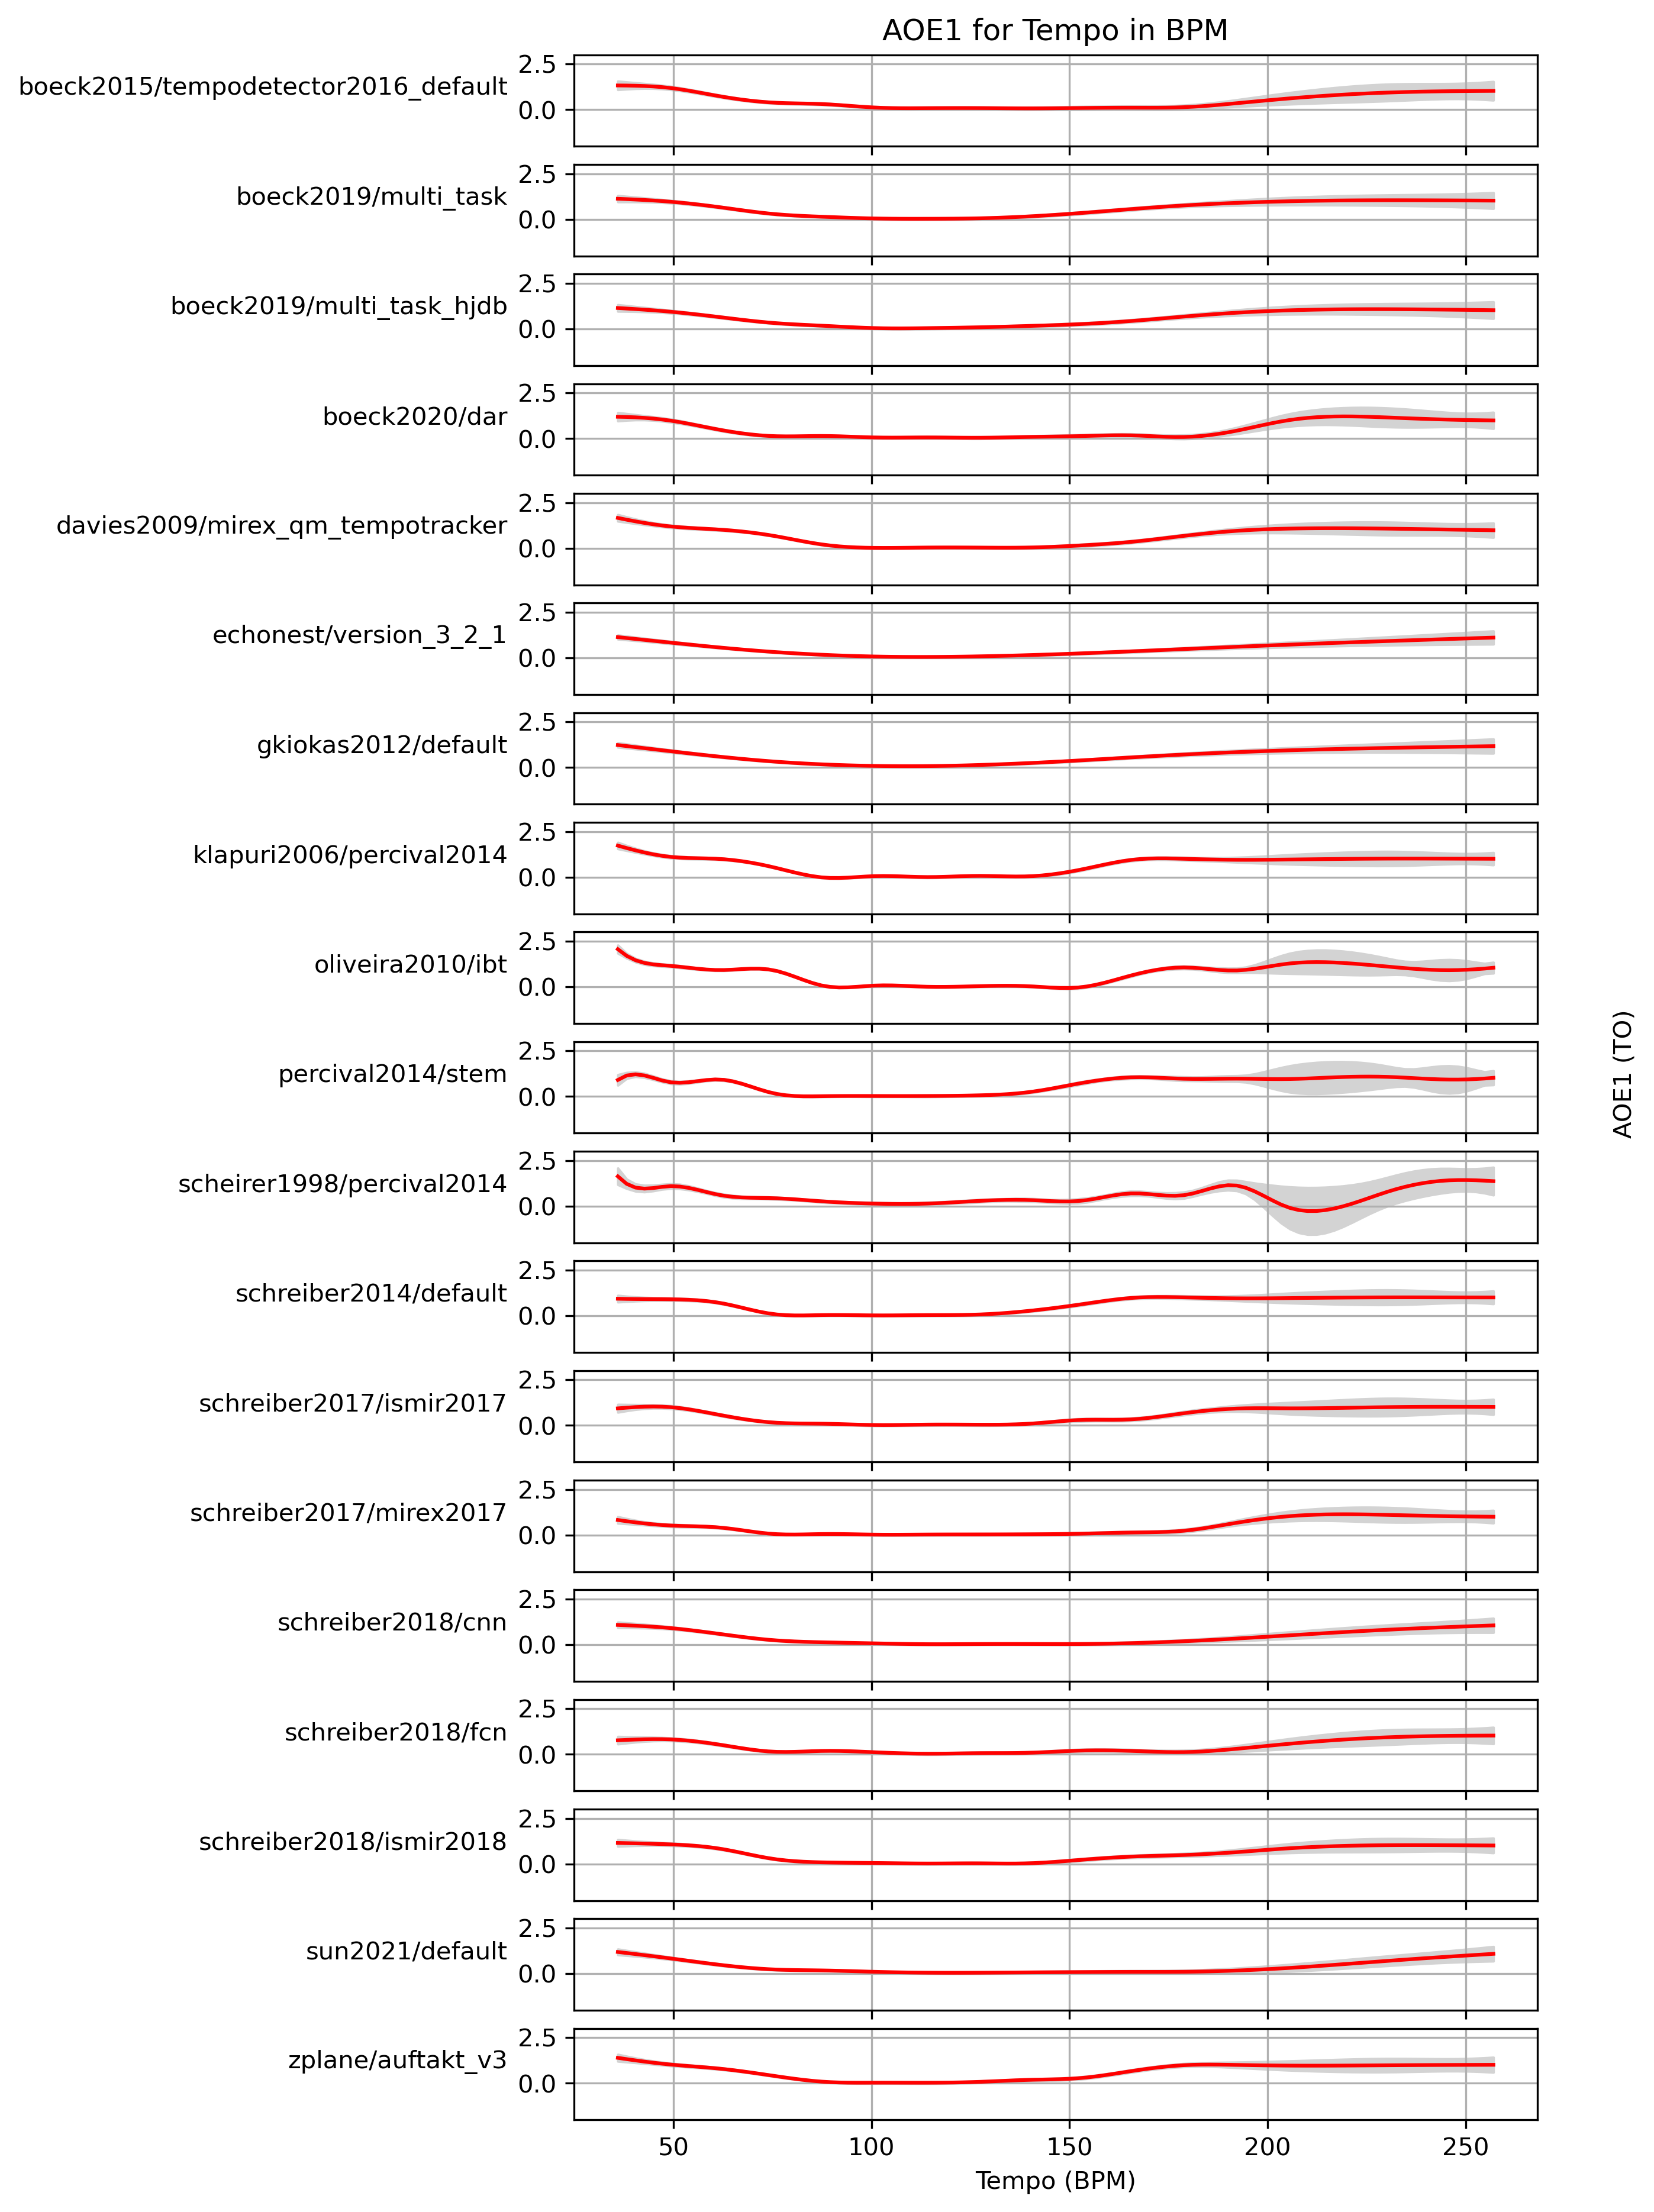 AOE1 for Tempo in BPM
boeck2015/tempodetector2016_default
2.5
0.0
boeck2019/multi_task
2.5
0.0
boeck2019/multi_task_hjdb
2.5
0.0
boeck2020/dar
2.5
0.0
davies2009/mirex_qm_tempotracker
2.5
0.0
echonest/version_3_2_1
2.5
0.0
gkiokas2012/default
2.5
0.0
klapuri2006/percival2014
2.5
0.0
oliveira2010/ibt
2.5
0.0
percival2014/stem
2.5
0.0
scheirer1998/percival2014
2.5
0.0
schreiber2014/default
2.5
0.0
schreiber2017/ismir2017
2.5
0.0
schreiber2017/mirex2017
2.5
0.0
schreiber2018/cnn
2.5
0.0
schreiber2018/fcn
2.5
0.0
schreiber2018/ismir2018
2.5
0.0
sun2021/default
2.5
0.0
zplane/auftakt_v3
2.5
0.0
50 100 150 200 250
Tempo (BPM)
AOE1 (TO)